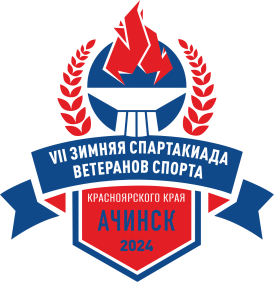 VII ЗИМНЯЯ СПАРТАКИАДА
ВЕТЕРАНОВ СПОРТА
КРАСНОЯРСКОГО КРАЯ
АЧИНСК
2024